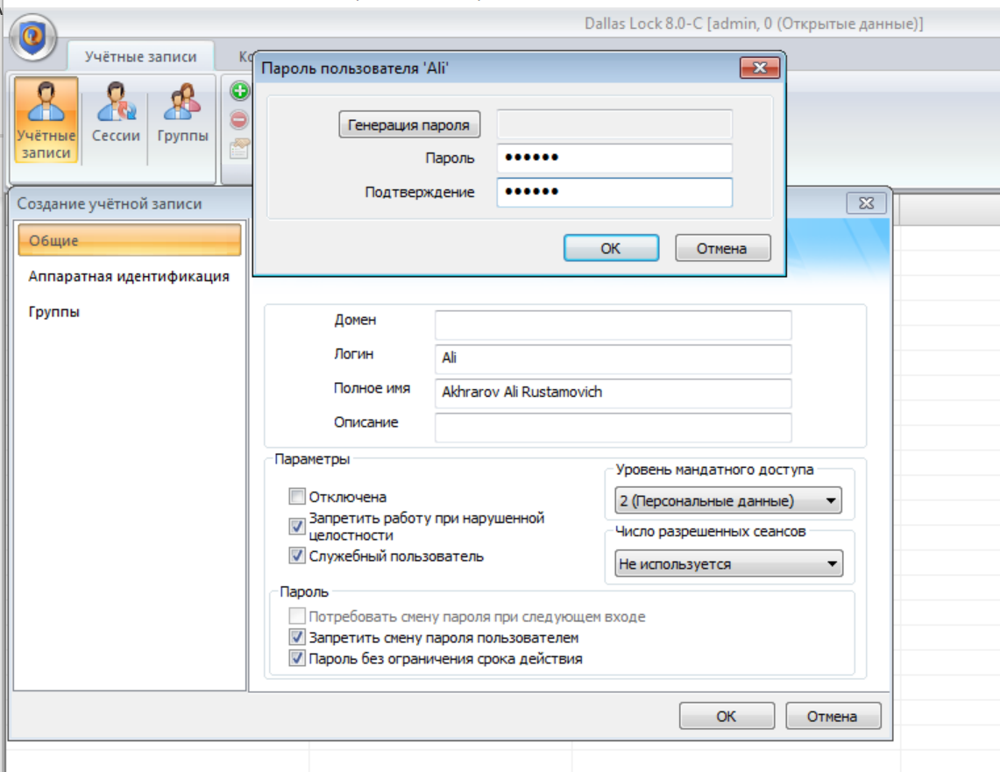 Dallas Lock 8.0-C [admin, 0 (Открытые данные)]
Учётные записи
Пароль пользователя 'Ali'
Учётные записи
Сессии
Группы
Генерация пароля
Пароль ••••••
Подтверждение ••••••
OK
Отмена
Создание учётной записи
Общие
Аппаратная идентификация
Группы
Домен
Логин Ali
Полное имя Akhrarov Ali Rustamovich
Описание
Параметры
Отключена
Запретить работу при нарушенной
целостности
Служебный пользователь
Уровень мандатного доступа
2 (Персональные данные)
Число разрешенных сеансов
Не используется
Пароль
Потребовать смену пароля при следующем входе
Запретить смену пароля пользователем
Пароль без ограничения срока действия
OK
Отмена